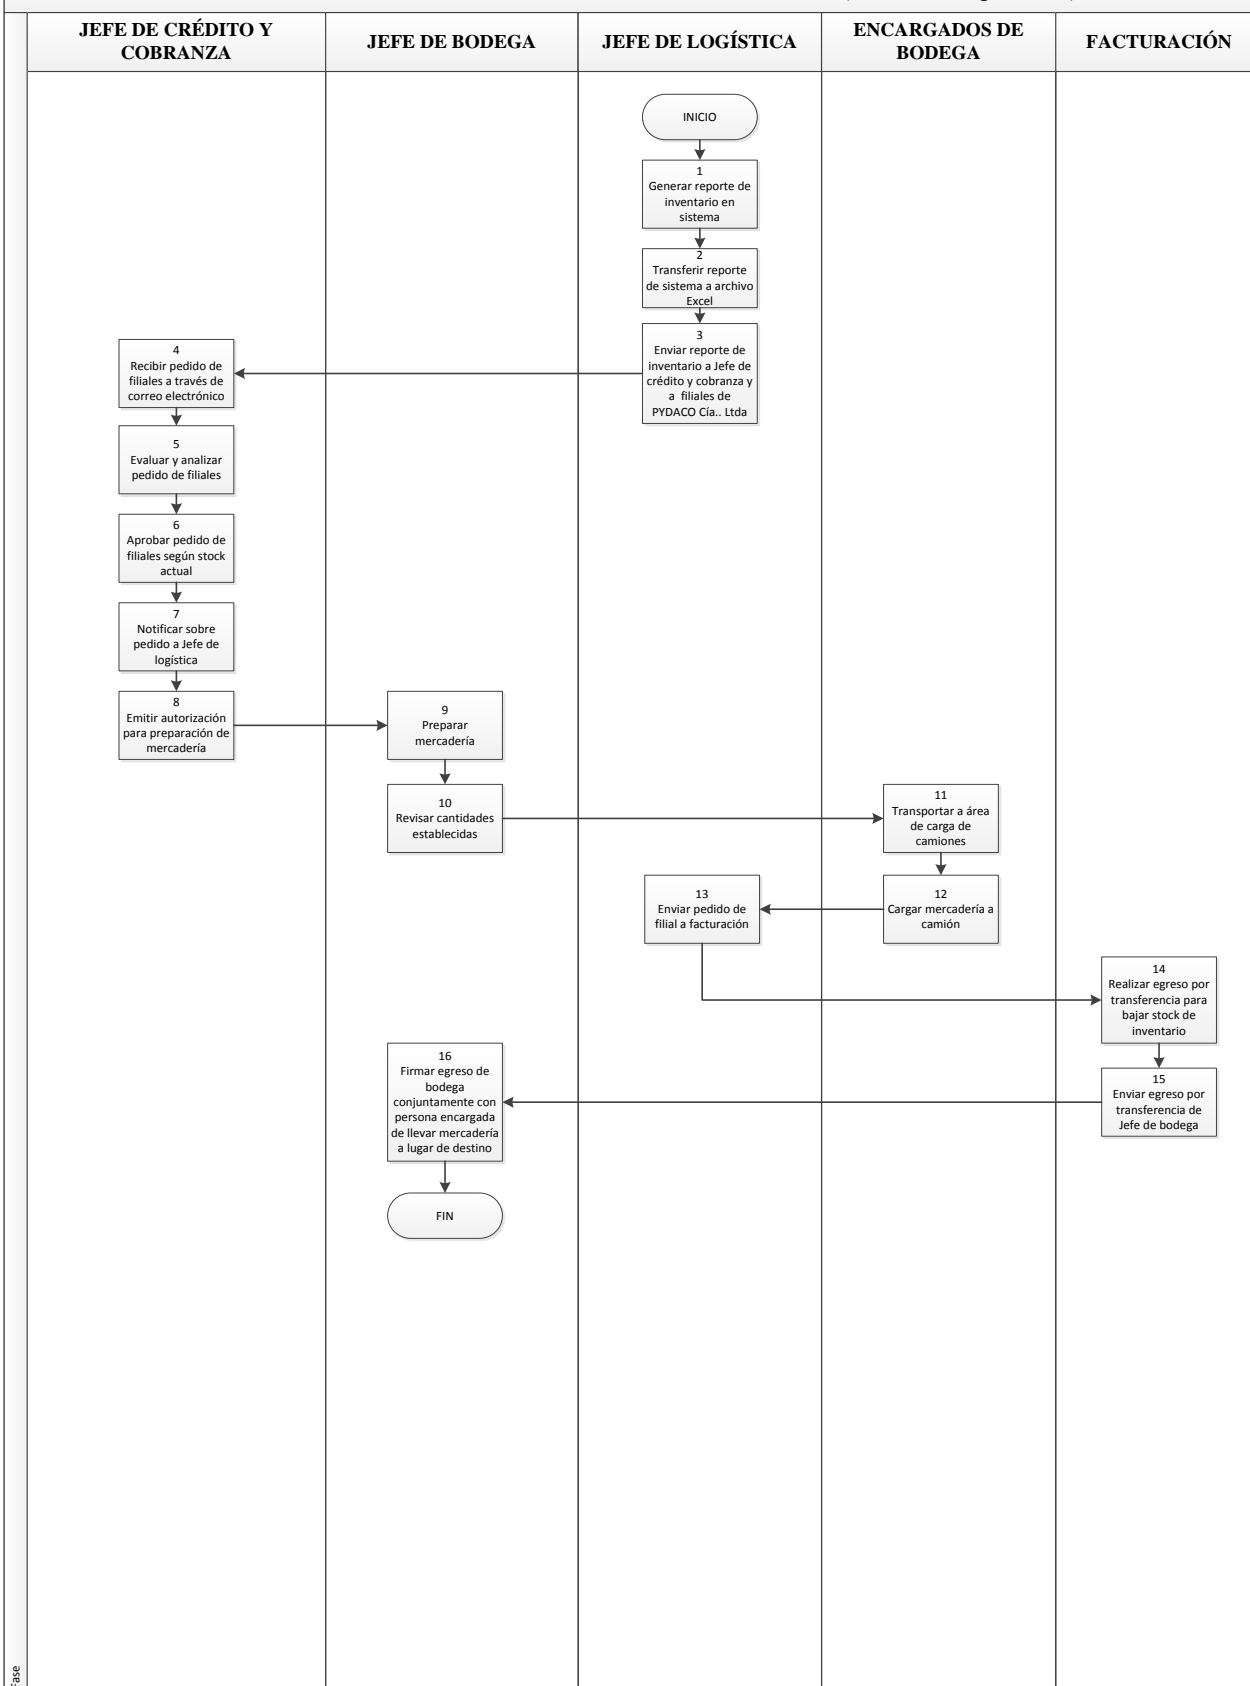 JEFE DE CRÉDITO Y
COBRANZA
JEFE DE BODEGA
JEFE DE LOGÍSTICA
ENCARGADOS DE
BODEGA
FACTURACIÓN
INICIO
1
Generar reporte de
inventario en
sistema
2
Transferir reporte
de sistema a archivo
Excel
3
Enviar reporte de
inventario a Jefe de
crédito y cobranza y
a filiales de
PYDACO Cía.. Ltda
4
Recibir pedido de
filiales a través de
correo electrónico
5
Evaluar y analizar
pedido de filiales
6
Aprobar pedido de
filiales según stock
actual
7
Notificar sobre
pedido a Jefe de
logística
8
Emitir autorización
para preparación de
mercadería
9
Preparar
mercadería
10
Revisar cantidades
establecidas
11
Transportar a área
de carga de
camiones
12
Cargar mercadería a
camión
13
Enviar pedido de
filial a facturación
14
Realizar egreso por
transferencia para
bajar stock de
inventario
15
Enviar egreso por
transferencia de
Jefe de bodega
16
Firmar egreso de
bodega
conjuntamente con
persona encargada
de llevar mercadería
a lugar de destino
FIN
Fase